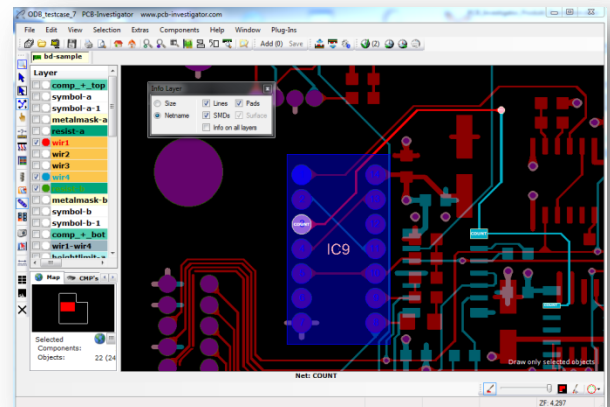 ODB_testcase_7 PCB-Investigator www.pcb-investigator.com
File Edit View Selection Extras Components Help Window Plug-Ins
Add (0) Save (2)
bd-sample
Layer
comp_+_top
symbol-a
symbol-a-1
metalmask-a
resist-a
wir1
wir2
wir3
wir4
metalmask-b
symbol-b
symbol-b-1
comp_+_bot
wir1-wir4
heightlimit-a
Info Layer
Size Lines Pads
Netname SMDs Surface
Info on all layers
COUNT
IC9
COUNT
COUNT
Map CMP's
Selected
Components:
Objects: 22 (24
Draw only selected objects
Net: COUNT
ZF: 4,297